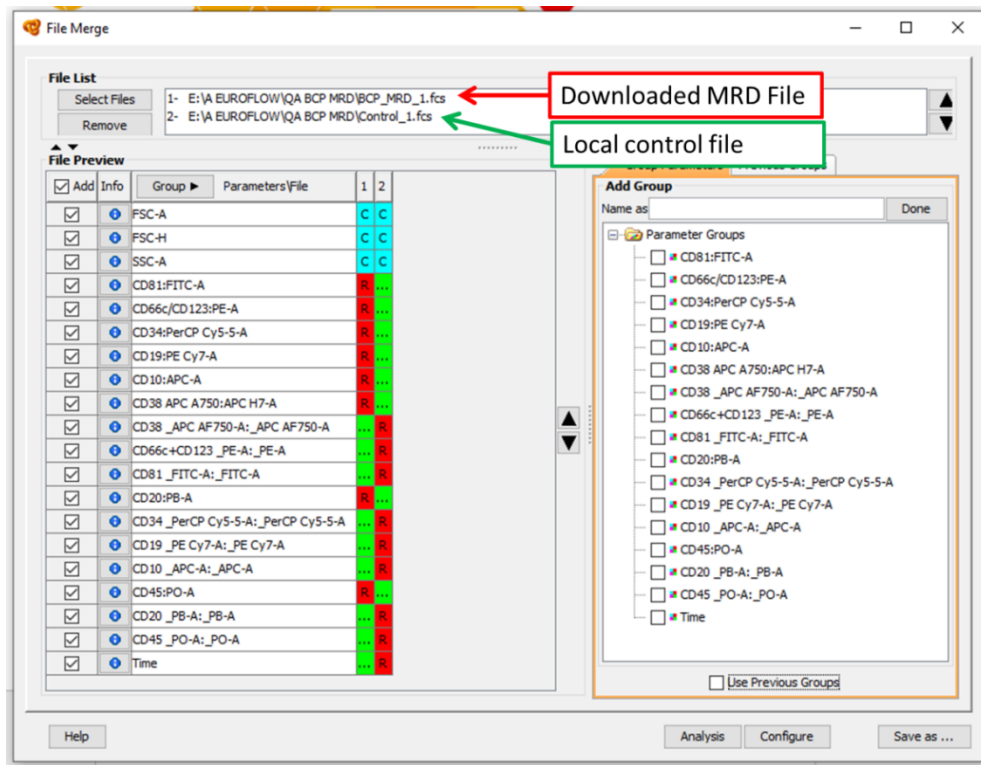 File Merge
File List
Select Files
Remove
1- E:\A EUROFLOW\QA BCP MRD\BCP_MRD_1.fcs
2- E:\A EUROFLOW\QA BCP MRD\Control_1.fcs
Downloaded MRD File
Local control file
File Preview
Add Info Group ▶ Parameters\File 1 2
FSC-A C C
FSC-H C C
SSC-A C C
CD81:FITC-A R ...
CD66c/CD123:PE-A R ...
CD34:PerCP Cy5-5-A R ...
CD19:PE Cy7-A R ...
CD10:APC-A R ...
CD38 APC A750:APC H7-A R ...
CD38 _APC AF750-A:_APC AF750-A ... R
CD66c+CD123 _PE-A:_PE-A ... R
CD81 _FITC-A:_FITC-A ... R
CD20:PB-A R ...
CD34 _PerCP Cy5-5-A:_PerCP Cy5-5-A ... R
CD19 _PE Cy7-A:_PE Cy7-A ... R
CD10 _APC-A:_APC-A ... R
CD45:PO-A R ...
CD20 _PB-A:_PB-A ... R
CD45 _PO-A:_PO-A ... R
Time ... R
Add Group
Name as Done
Parameter Groups
CD81:FITC-A
CD66c/CD123:PE-A
CD34:PerCP Cy5-5-A
CD19:PE Cy7-A
CD10:APC-A
CD38 APC A750:APC H7-A
CD38 _APC AF750-A:_APC AF750-A
CD66c+CD123 _PE-A:_PE-A
CD81 _FITC-A:_FITC-A
CD20:PB-A
CD34 _PerCP Cy5-5-A:_PerCP Cy5-5-A
CD19 _PE Cy7-A:_PE Cy7-A
CD10 _APC-A:_APC-A
CD45:PO-A
CD20 _PB-A:_PB-A
CD45 _PO-A:_PO-A
Time
Use Previous Groups
Help Analysis Configure Save as ...